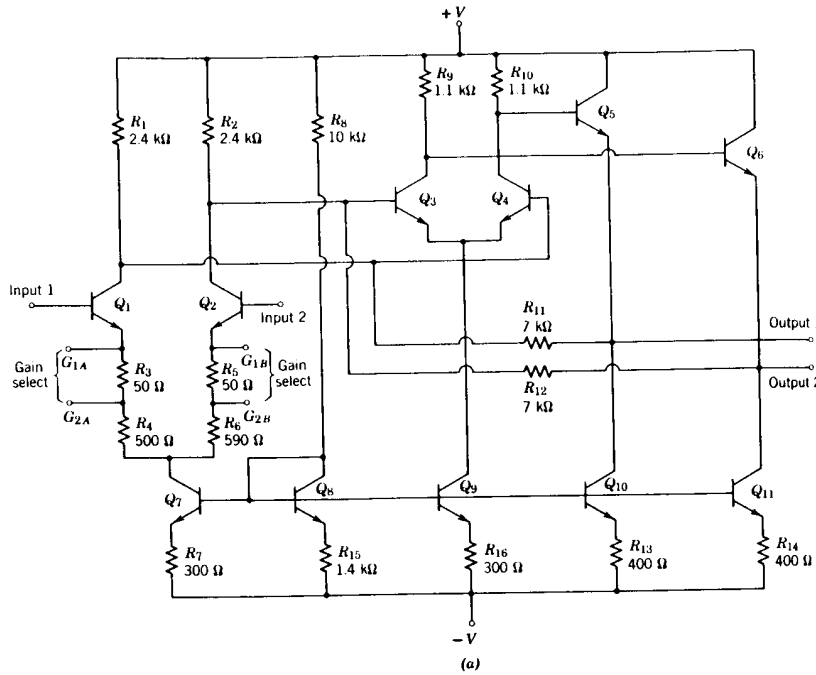 +V
R9
1.1 kΩ
R10
1.1 kΩ
Q5
R1
2.4 kΩ
R2
2.4 kΩ
R8
10 kΩ
Q6
Q3
Q4
Input 1
Q1
Q2
Input 2
R11
7 kΩ
Output
G1A
Gain
select
R3
50 Ω
R5
50 Ω
G1B
Gain
select
G2A
G2B
R12
7 kΩ
Output 2
R4
500 Ω
R6
590 Ω
Q7
Q8
Q9
Q10
Q11
R7
300 Ω
R15
1.4 kΩ
R16
300 Ω
R13
400 Ω
R14
400 Ω
−V
(a)